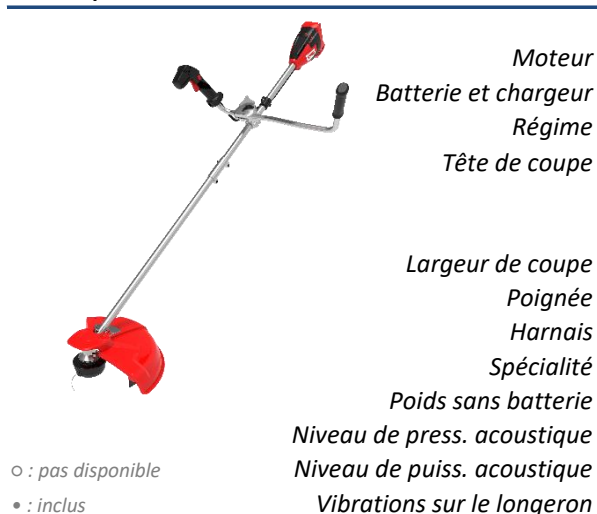 Moteur
Batterie et chargeur
Régime
Tête de coupe
Largeur de coupe
Poignée
Harnais
Spécialité
Poids sans batterie
Niveau de press. acoustique
○ : pas disponible
Niveau de puiss. acoustique
• : inclus
Vibrations sur le longeron